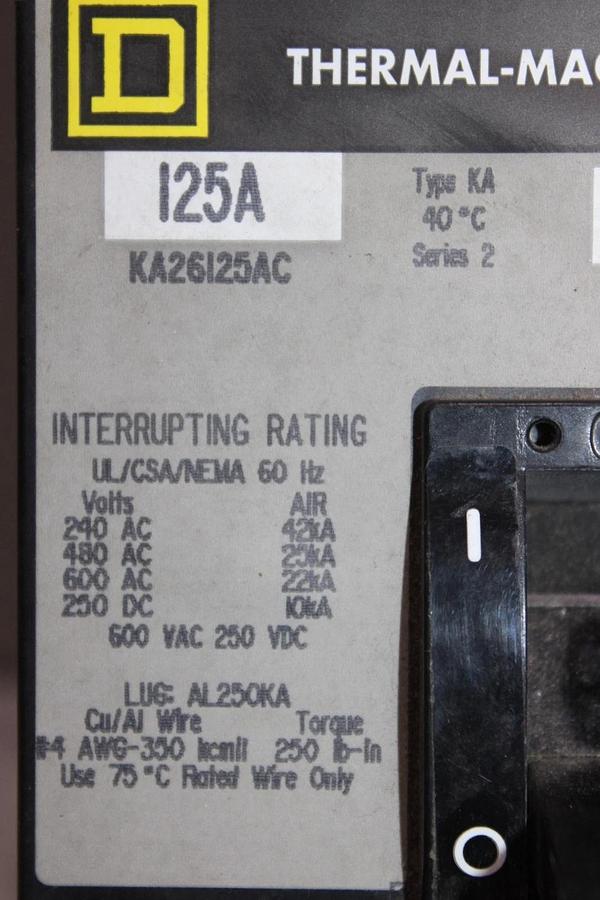 D
THERMAL-MAG
125A
Type KA
40°C
KA26125AC
Series 2
INTERRUPTING RATING
UL/CSA/NEMA 60 Hz
Volts AIR
240 AC 42kA
480 AC 25kA
600 AC 22kA
250 DC 10kA
600 VAC 250 VDC
LUG: AL250KA
Cu/Al Wire Torque
#4 AWG-350 kcmil 250 lb-in
Use 75°C Rated Wire Only
I
O